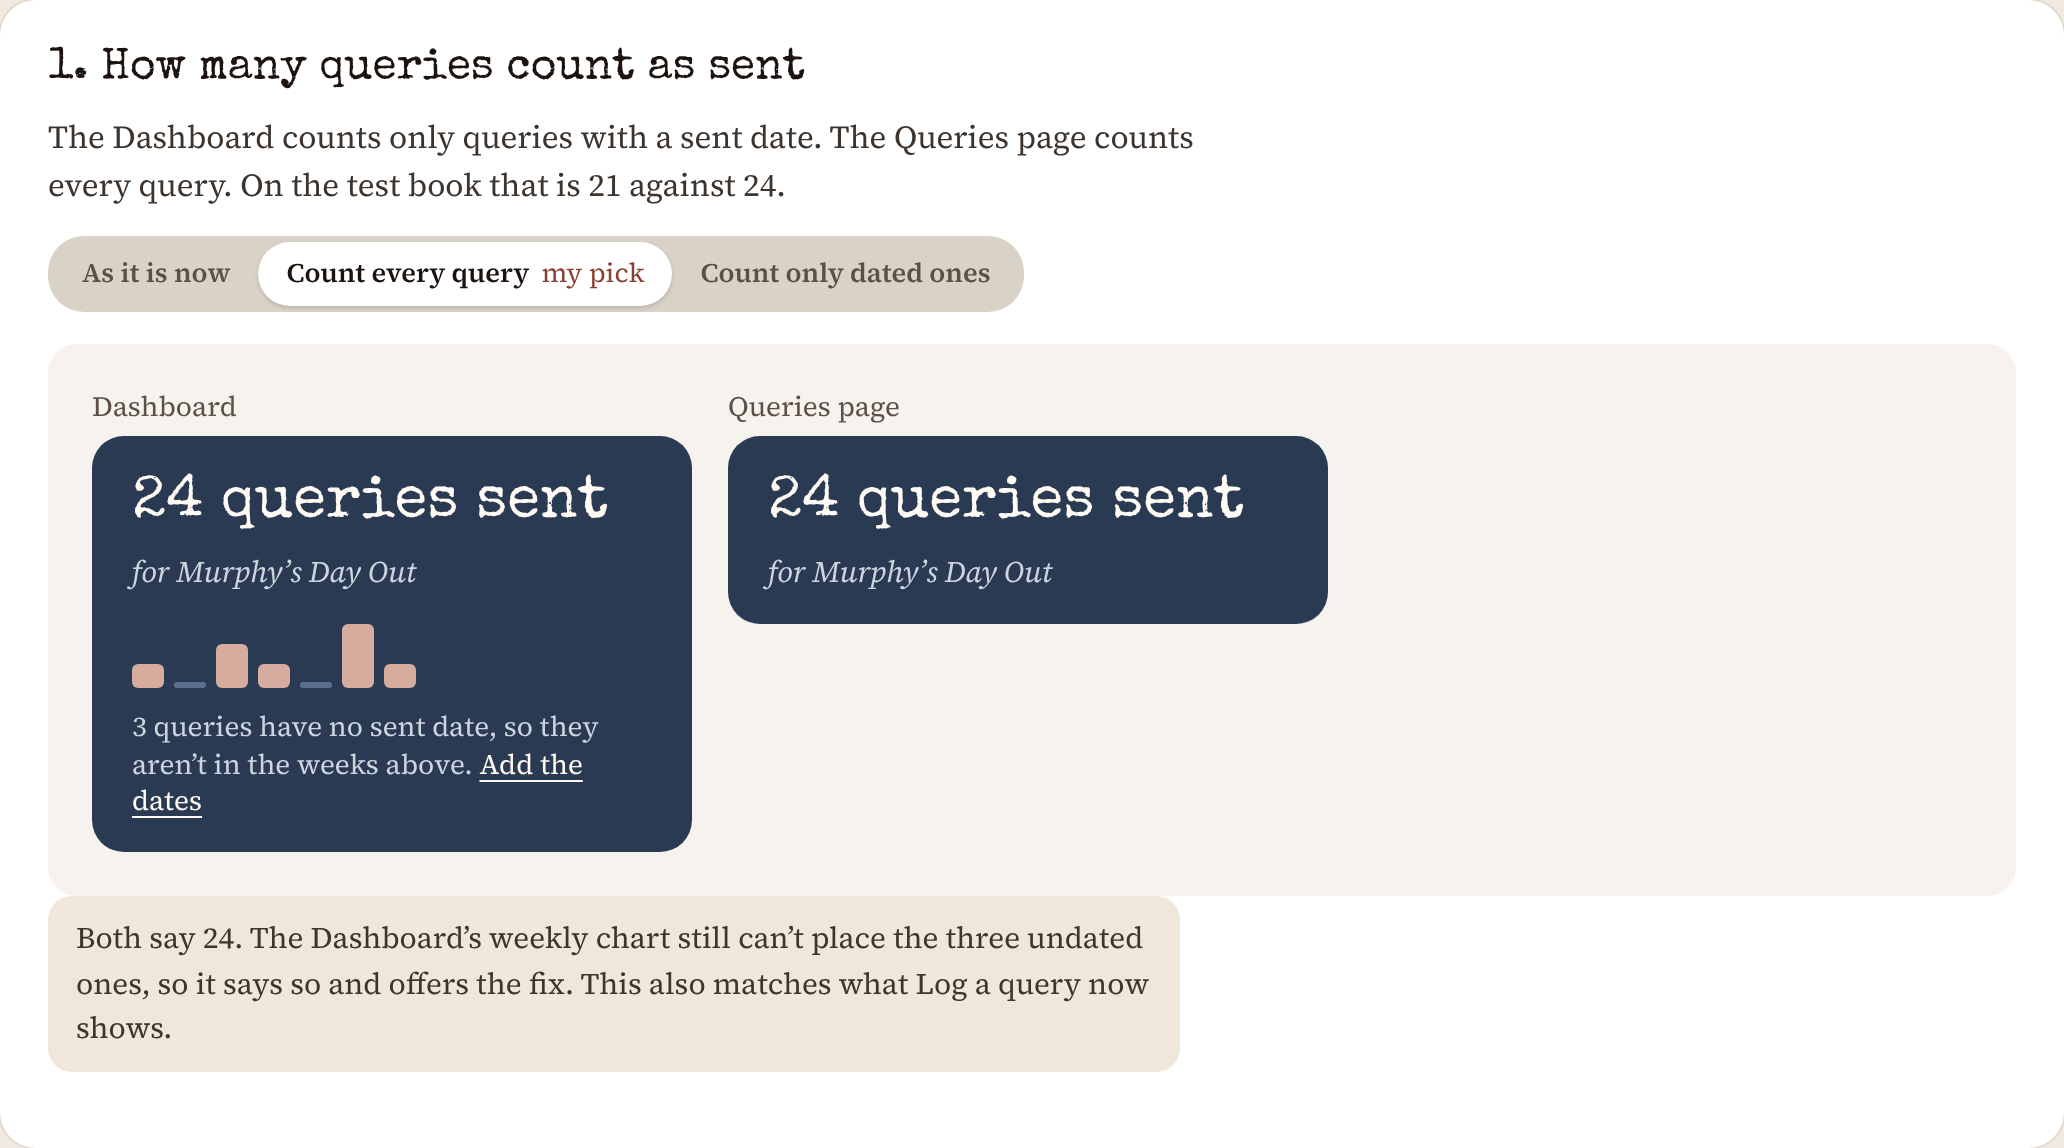 1. How many queries count as sent
The Dashboard counts only queries with a sent date. The Queries page counts
every query. On the test book that is 21 against 24.
As it is now Count every query my pick Count only dated ones
Dashboard
24 queries sent
for Murphy’s Day Out
3 queries have no sent date, so they
aren’t in the weeks above. Add the
dates
Queries page
24 queries sent
for Murphy’s Day Out
Both say 24. The Dashboard’s weekly chart still can’t place the three undated
ones, so it says so and offers the fix. This also matches what Log a query now
shows.